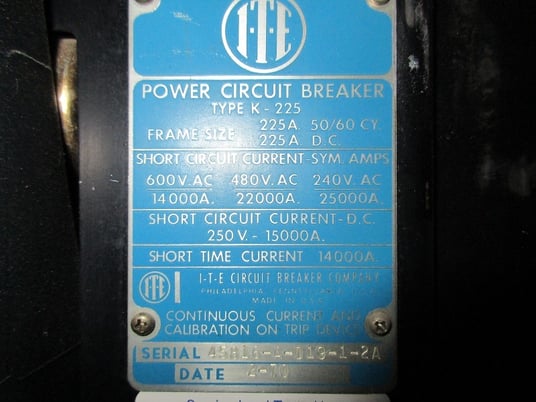 I-T-E
POWER CIRCUIT BREAKER
TYPE K-225
FRAME SIZE 225A. 50/60 CY.
225A. D.C.
SHORT CIRCUIT CURRENT-SYM. AMPS
600V. AC 480V. AC 240V. AC
14000A. 22000A. 25000A.
SHORT CIRCUIT CURRENT-D.C.
250 V. - 15000A.
SHORT TIME CURRENT 14000A.
I-T-E I-T-E CIRCUIT BREAKER COMPANY
PHILADELPHIA, PENNSYLVANIA
MADE IN U.S.A.
CONTINUOUS CURRENT AND
CALIBRATION ON TRIP DEVICE
SERIAL
DATE